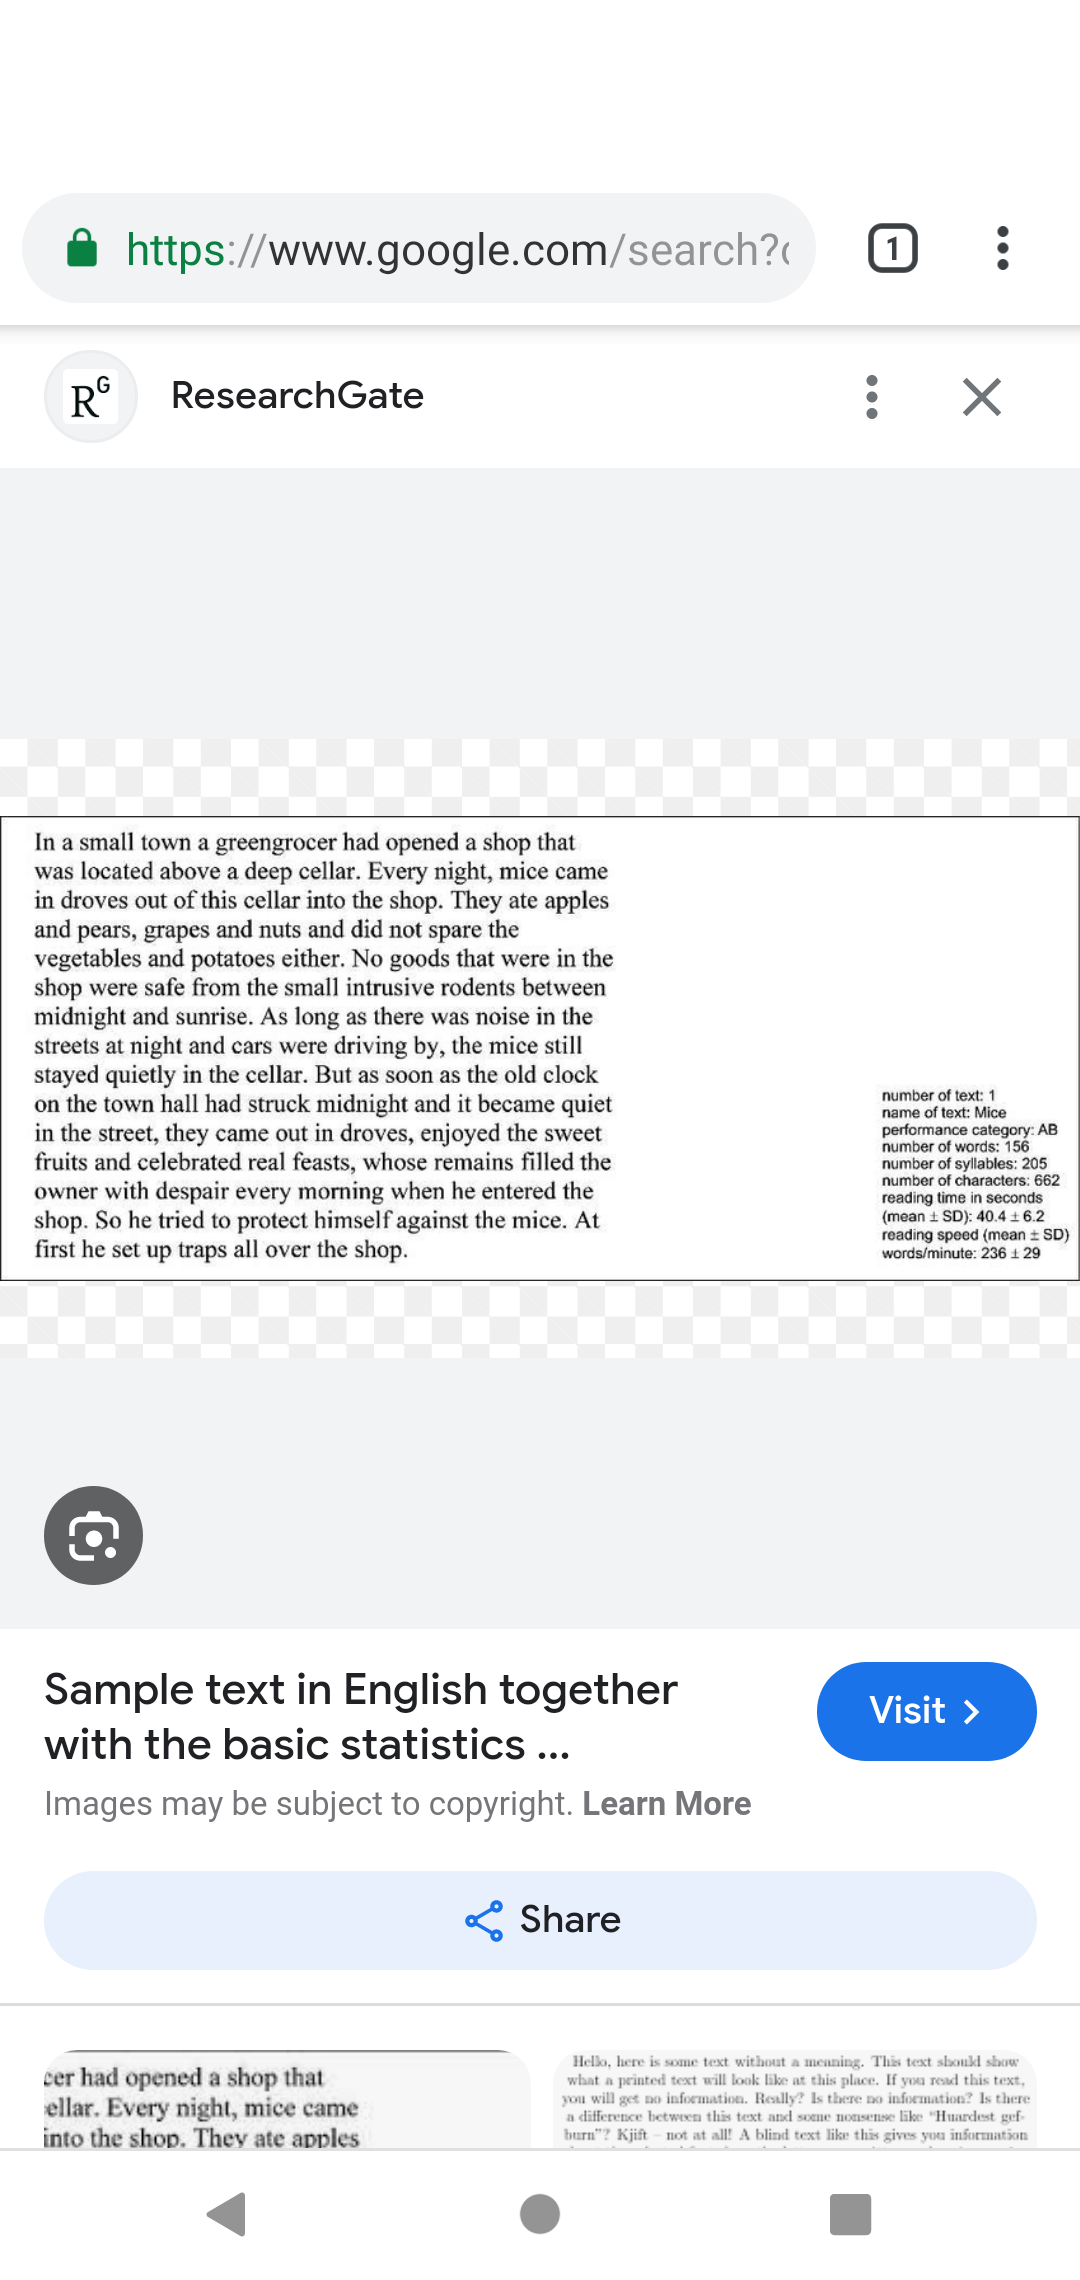 https://www.google.com/search?
1
RG
ResearchGate
In a small town a greengrocer had opened a shop that
was located above a deep cellar. Every night, mice came
in droves out of this cellar into the shop. They ate apples
and pears, grapes and nuts and did not spare the
vegetables and potatoes either. No goods that were in the
shop were safe from the small intrusive rodents between
midnight and sunrise. As long as there was noise in the
streets at night and cars were driving by, the mice still
stayed quietly in the cellar. But as soon as the old clock
on the town hall had struck midnight and it became quiet
in the street, they came out in droves, enjoyed the sweet
fruits and celebrated real feasts, whose remains filled the
owner with despair every morning when he entered the
shop. So he tried to protect himself against the mice. At
first he set up traps all over the shop.
number of text: 1
name of text: Mice
performance category: AB
number of words: 156
number of syllables: 205
number of characters: 662
reading time in seconds
(mean ± SD): 40.4 ± 6.2
reading speed (mean ± SD)
words/minute: 236 ± 29
Sample text in English together
with the basic statistics ...
Visit
Images may be subject to copyright. Learn More
Share
cer had opened a shop that
ellar. Every night, mice came
into the shop. They ate apples
Hello, here is some text without a meaning. This text should show
what a printed text will look like at this place. If you read this text,
you will get no information. Really? Is there no information? Is there
a difference between this text and some nonsense like “Huardest gef-
burn”? Kjift – not at all! A blind text like this gives you information